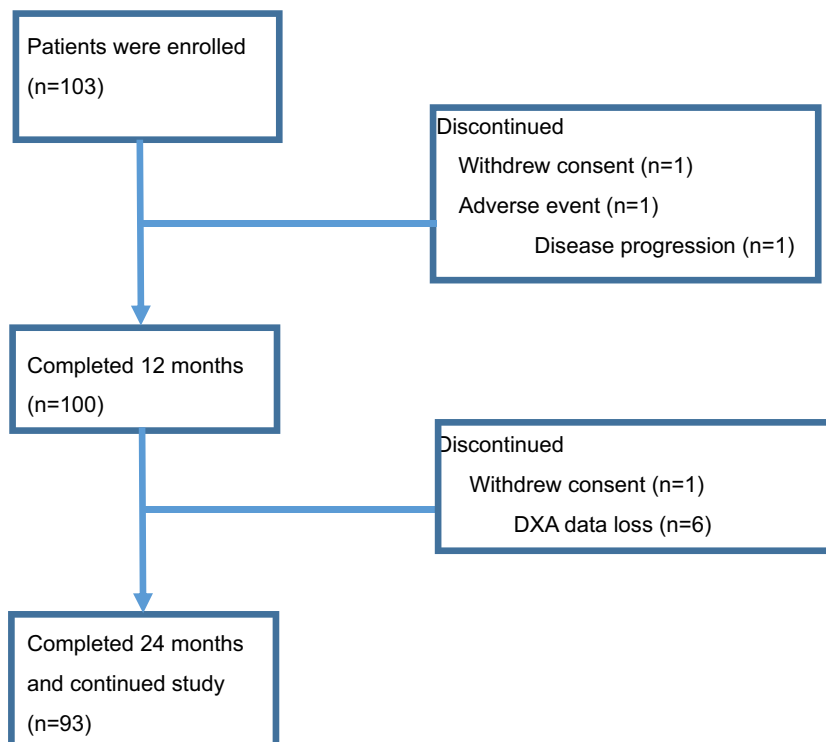 Patients were enrolled
(n=103)
Discontinued
Withdrew consent (n=1)
Adverse event (n=1)
Disease progression (n=1)
Completed 12 months
(n=100)
Discontinued
Withdrew consent (n=1)
DXA data loss (n=6)
Completed 24 months
and continued study
(n=93)